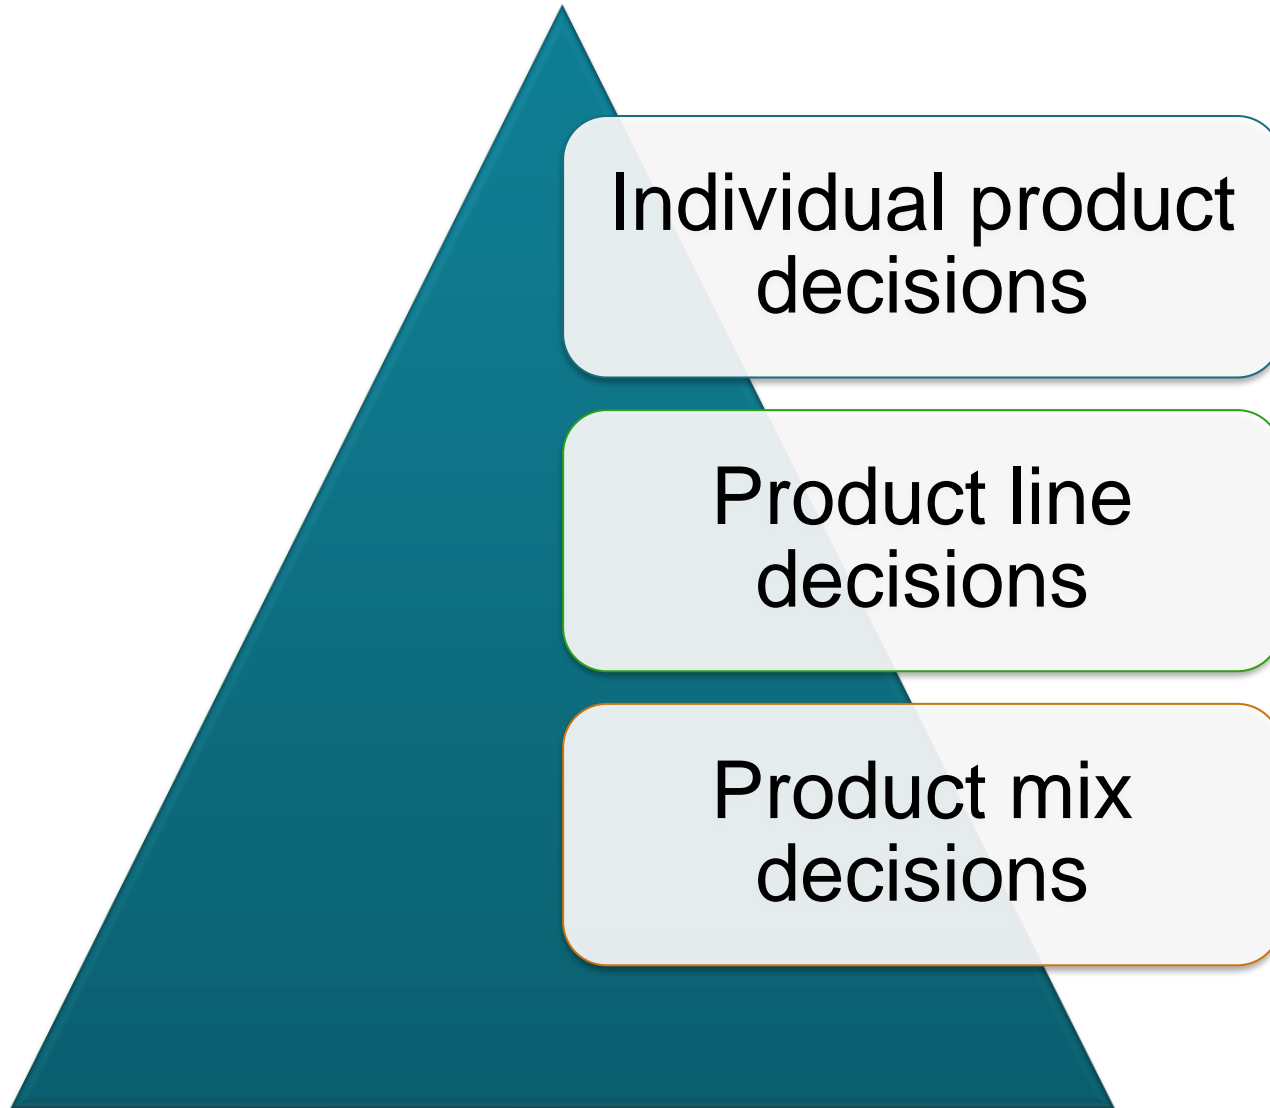 Individual product
decisions
Product line
decisions
Product mix
decisions